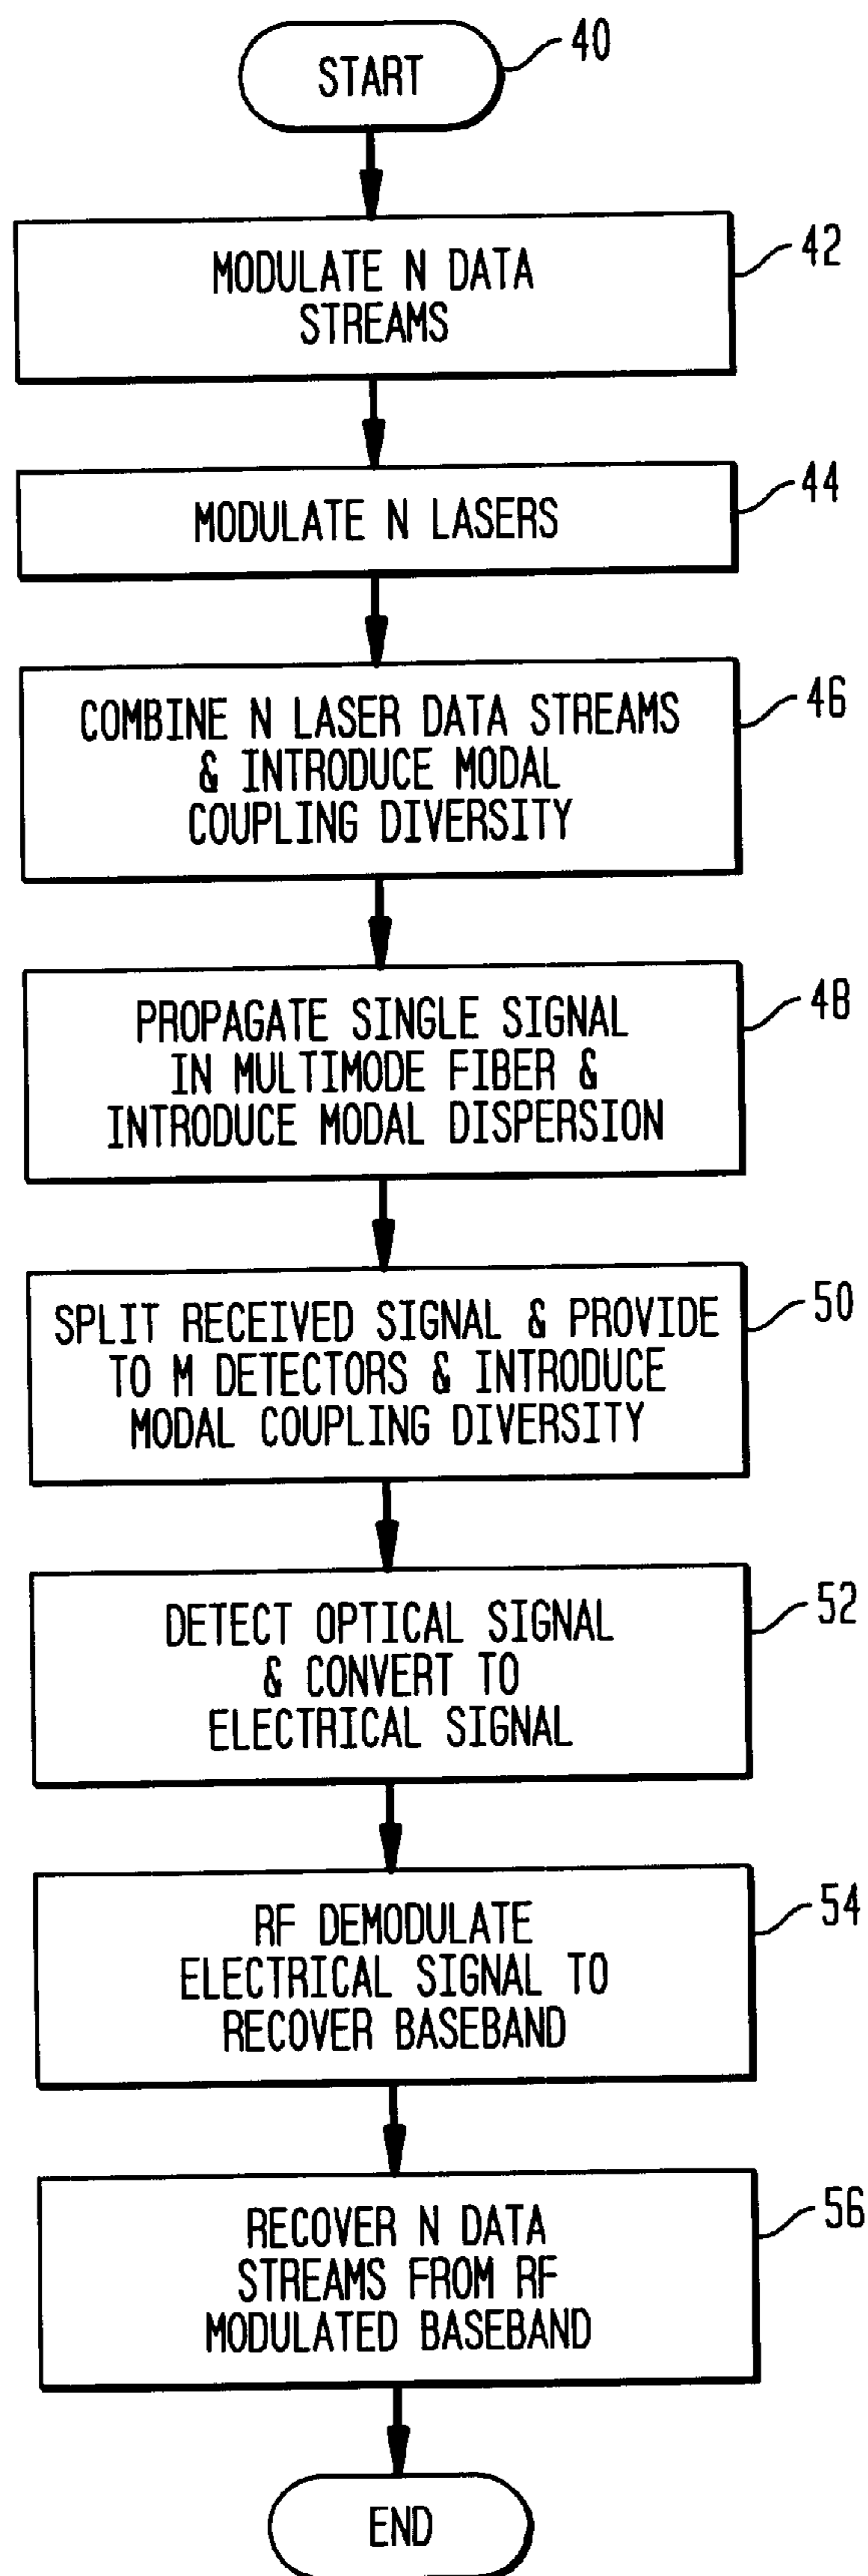 START
40
MODULATE N DATA
STREAMS
42
MODULATE N LASERS
44
COMBINE N LASER DATA STREAMS
& INTRODUCE MODAL
COUPLING DIVERSITY
46
PROPAGATE SINGLE SIGNAL
IN MULTIMODE FIBER &
INTRODUCE MODAL DISPERSION
48
SPLIT RECEIVED SIGNAL & PROVIDE
TO M DETECTORS & INTRODUCE
MODAL COUPLING DIVERSITY
50
DETECT OPTICAL SIGNAL
& CONVERT TO
ELECTRICAL SIGNAL
52
RF DEMODULATE
ELECTRICAL SIGNAL TO
RECOVER BASEBAND
54
RECOVER N DATA
STREAMS FROM RF
MODULATED BASEBAND
56
END